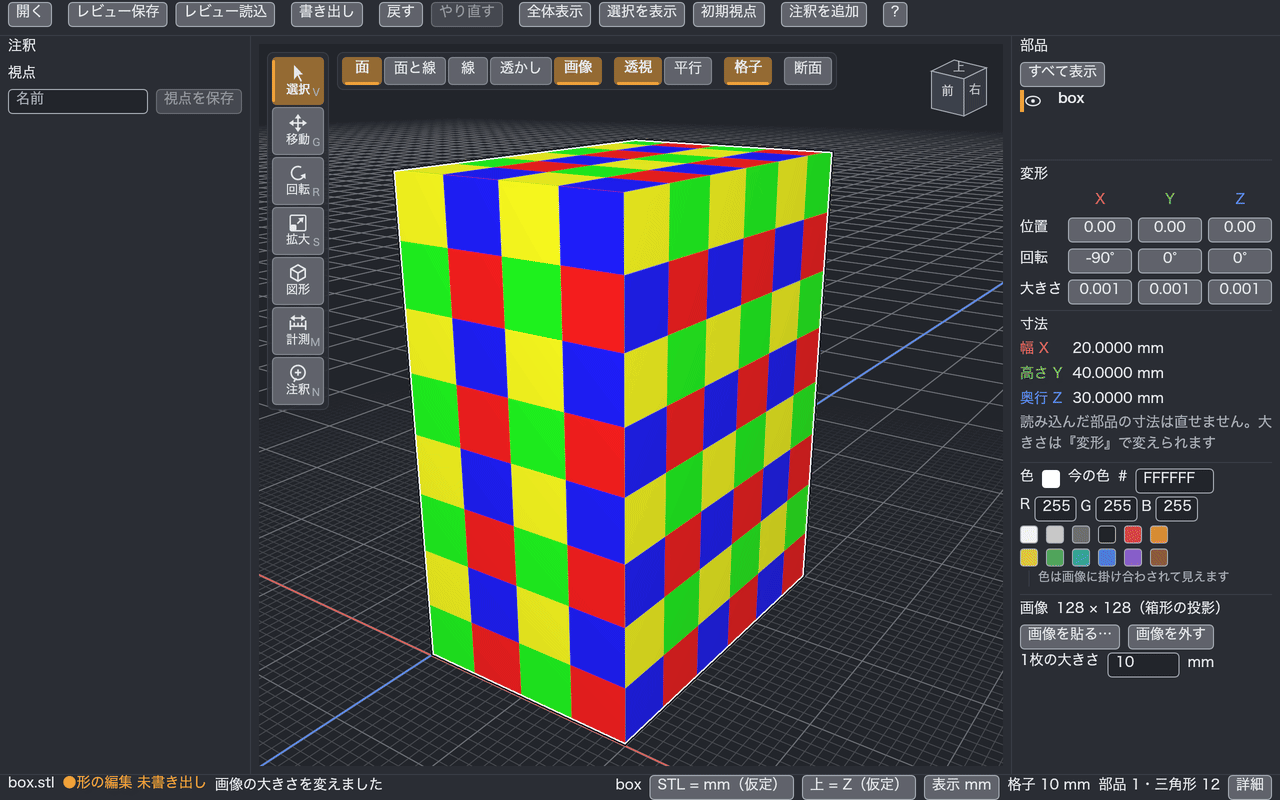 開く レビュー保存 レビュー読込 書き出し 戻す やり直す 全体表示 選択を表示 初期視点 注釈を追加 ?
注釈
視点
名前 視点を保存
選択 V
移動 G
回転 R
拡大 S
図形
計測 M
注釈 N
面 面と線 線 透かし 画像 透視 平行 格子 断面
上
前 右
部品
すべて表示
box
変形
X Y Z
位置 0.00 0.00 0.00
回転 -90° 0° 0°
大きさ 0.001 0.001 0.001
寸法
幅 X 20.0000 mm
高さ Y 40.0000 mm
奥行 Z 30.0000 mm
読み込んだ部品の寸法は直せません。大
きさは『変形』で変えられます
色 今の色 # FFFFFF
R 255 G 255 B 255
色は画像に掛け合わされて見えます
画像 128 × 128（箱形の投影）
画像を貼る… 画像を外す
1枚の大きさ 10 mm
box.stl ●形の編集 未書き出し 画像の大きさを変えました box STL = mm（仮定） 上 = Z（仮定） 表示 mm 格子 10 mm 部品 1・三角形 12 詳細